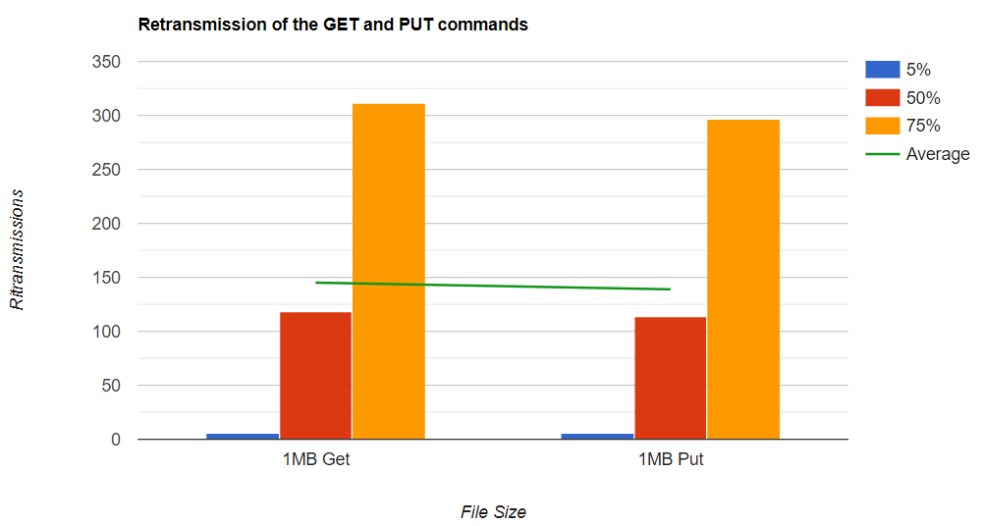 Retransmission of the GET and PUT commands
350
300
250
200
150
100
50
0
Ritransmissions
1MB Get
1MB Put
File Size
5%
50%
75%
Average